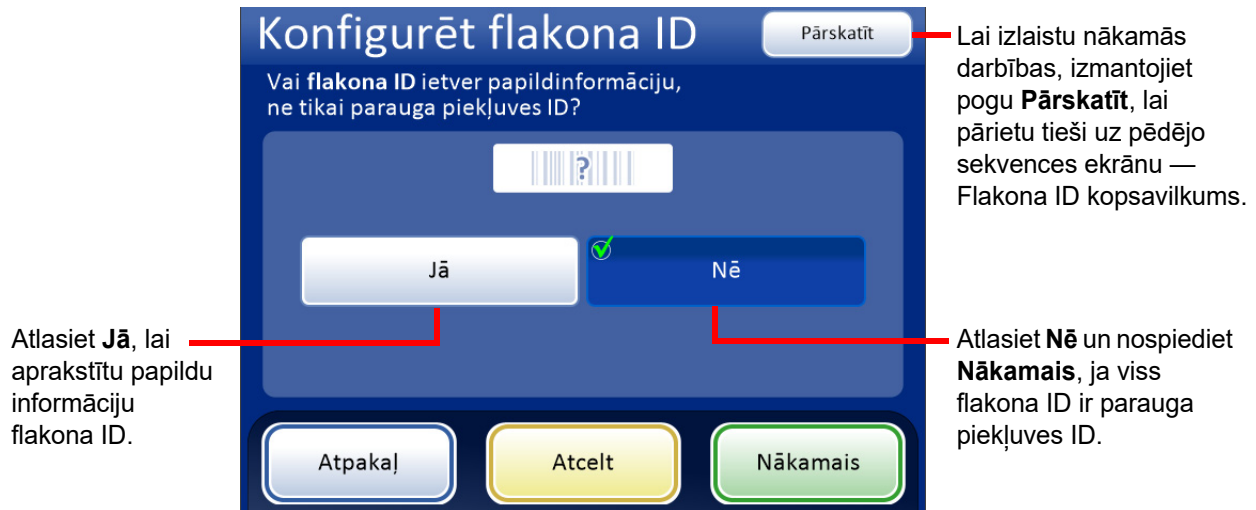 Konfigurēt flakona ID
Pārskatīt
Vai flakona ID ietver papildinformāciju,
ne tikai parauga piekļuves ID?
?
Jā
Nē
Atpakaļ
Atcelt
Nākamais
Lai izlaistu nākamās
darbības, izmantojiet
pogu Pārskatīt, lai
pārietu tieši uz pēdējo
sekvences ekrānu —
Flakona ID kopsavilkums.
Atlasiet Jā, lai
aprakstītu papildu
informāciju
flakona ID.
Atlasiet Nē un nospiediet
Nākamais, ja viss
flakona ID ir parauga
piekļuves ID.